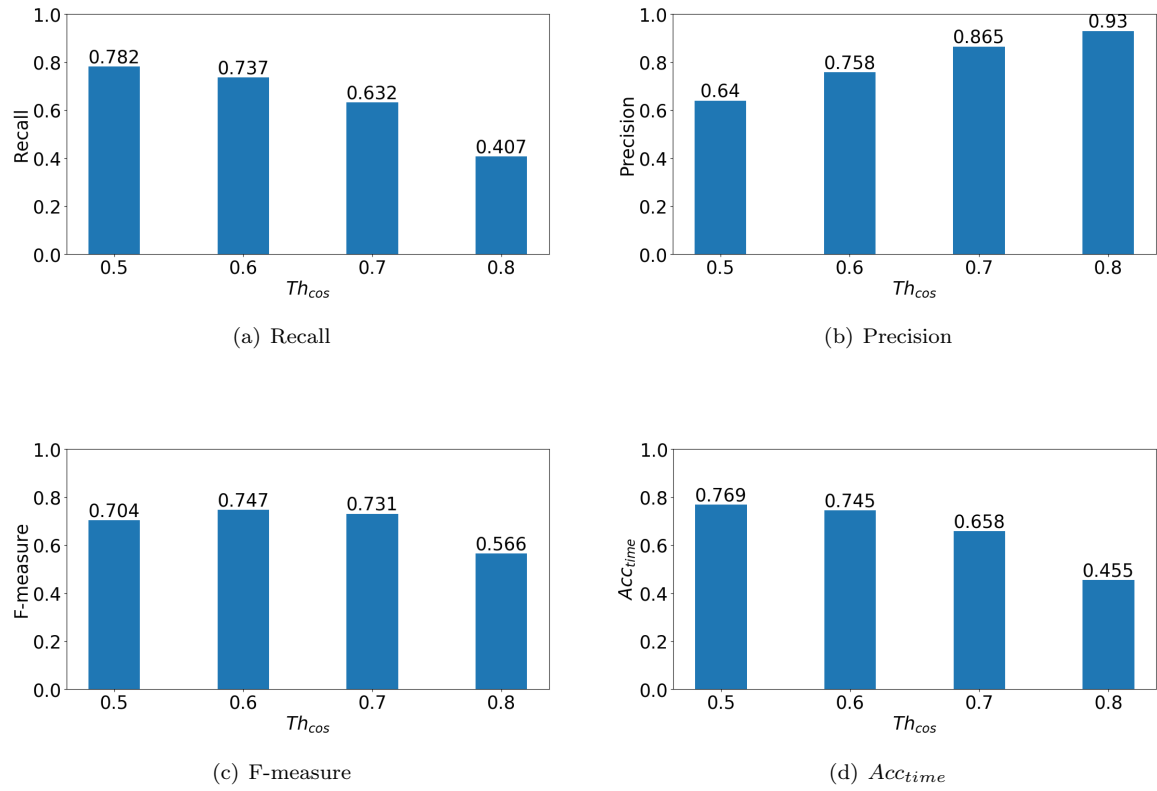 1.0
0.8
0.6
0.4
0.2
0.0
Recall
0.782
0.737
0.632
0.407
0.5 0.6 0.7 0.8
Th_cos
(a) Recall
1.0
0.8
0.6
0.4
0.2
0.0
Precision
0.64
0.758
0.865
0.93
0.5 0.6 0.7 0.8
Th_cos
(b) Precision
1.0
0.8
0.6
0.4
0.2
0.0
F-measure
0.704
0.747
0.731
0.566
0.5 0.6 0.7 0.8
Th_cos
(c) F-measure
1.0
0.8
0.6
0.4
0.2
0.0
Acc_time
0.769
0.745
0.658
0.455
0.5 0.6 0.7 0.8
Th_cos
(d) Acc_time